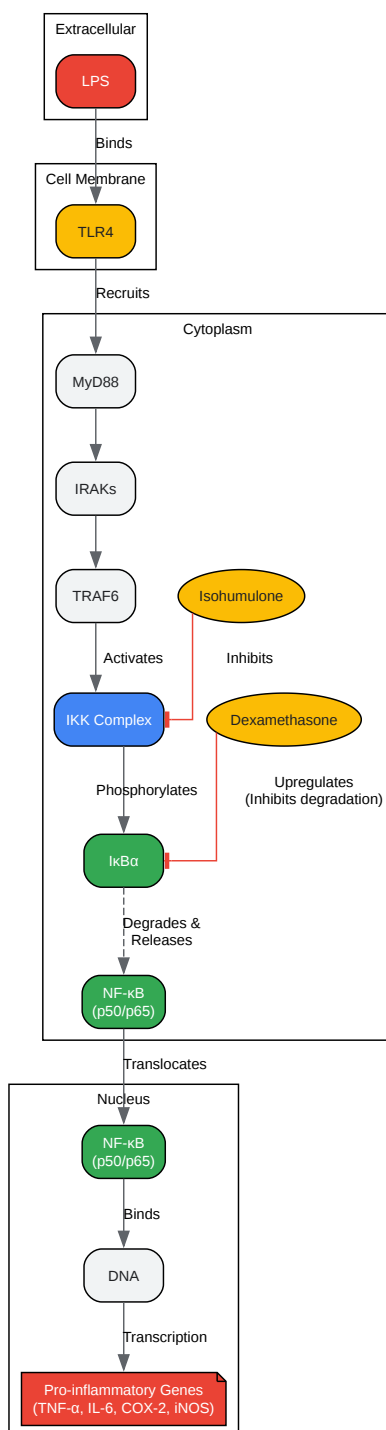 Extracellular
LPS
Binds
Cell Membrane
TLR4
Recruits
Cytoplasm
MyD88
IRAKs
TRAF6
Isohumulone
Activates
Inhibits
IKK Complex
Dexamethasone
Phosphorylates
Upregulates
(Inhibits degradation)
IκBα
Degrades &
Releases
NF-κB
(p50/p65)
Translocates
Nucleus
NF-κB
(p50/p65)
Binds
DNA
Transcription
Pro-inflammatory Genes
(TNF-α, IL-6, COX-2, iNOS)